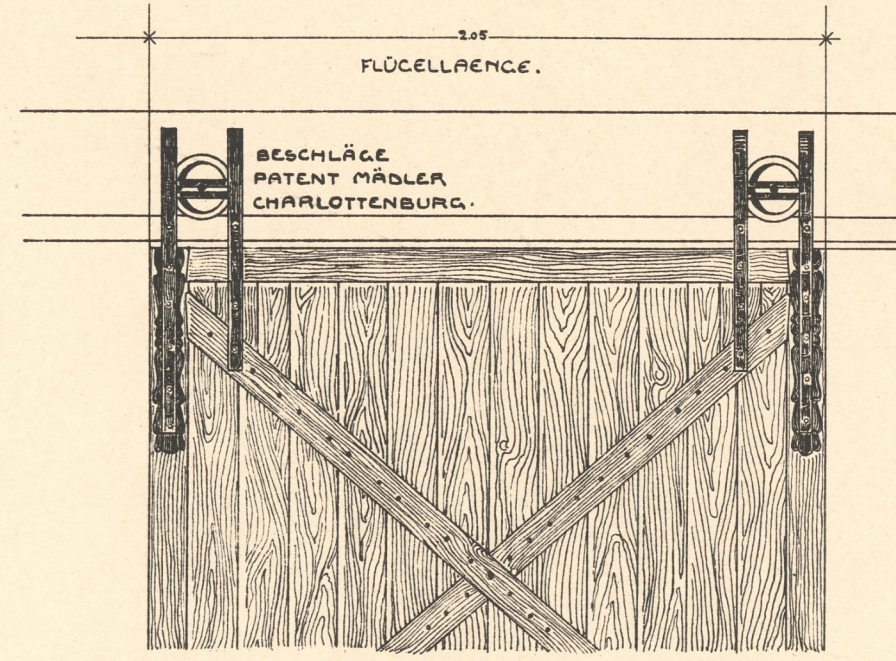 2.05
FLÜGELLAENGE.
BESCHLÄGE
PATENT MÄDLER
CHARLOTTENBURG.